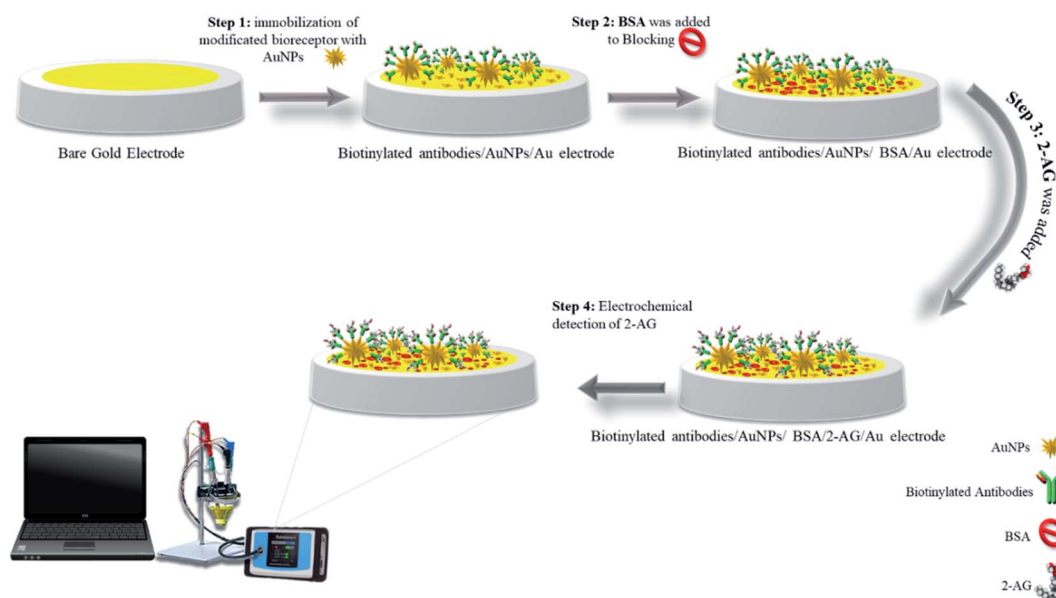 Step 1: immobilization of
modificated bioreceptor with
AuNPs
Step 2: BSA was added
to Blocking
Bare Gold Electrode
Biotinylated antibodies/AuNPs/Au electrode
Biotinylated antibodies/AuNPs/ BSA/Au electrode
Step 3: 2-AG was added
Step 4: Electrochemical
detection of 2-AG
Biotinylated antibodies/AuNPs/ BSA/2-AG/Au electrode
AuNPs
Biotinylated Antibodies
BSA
2-AG